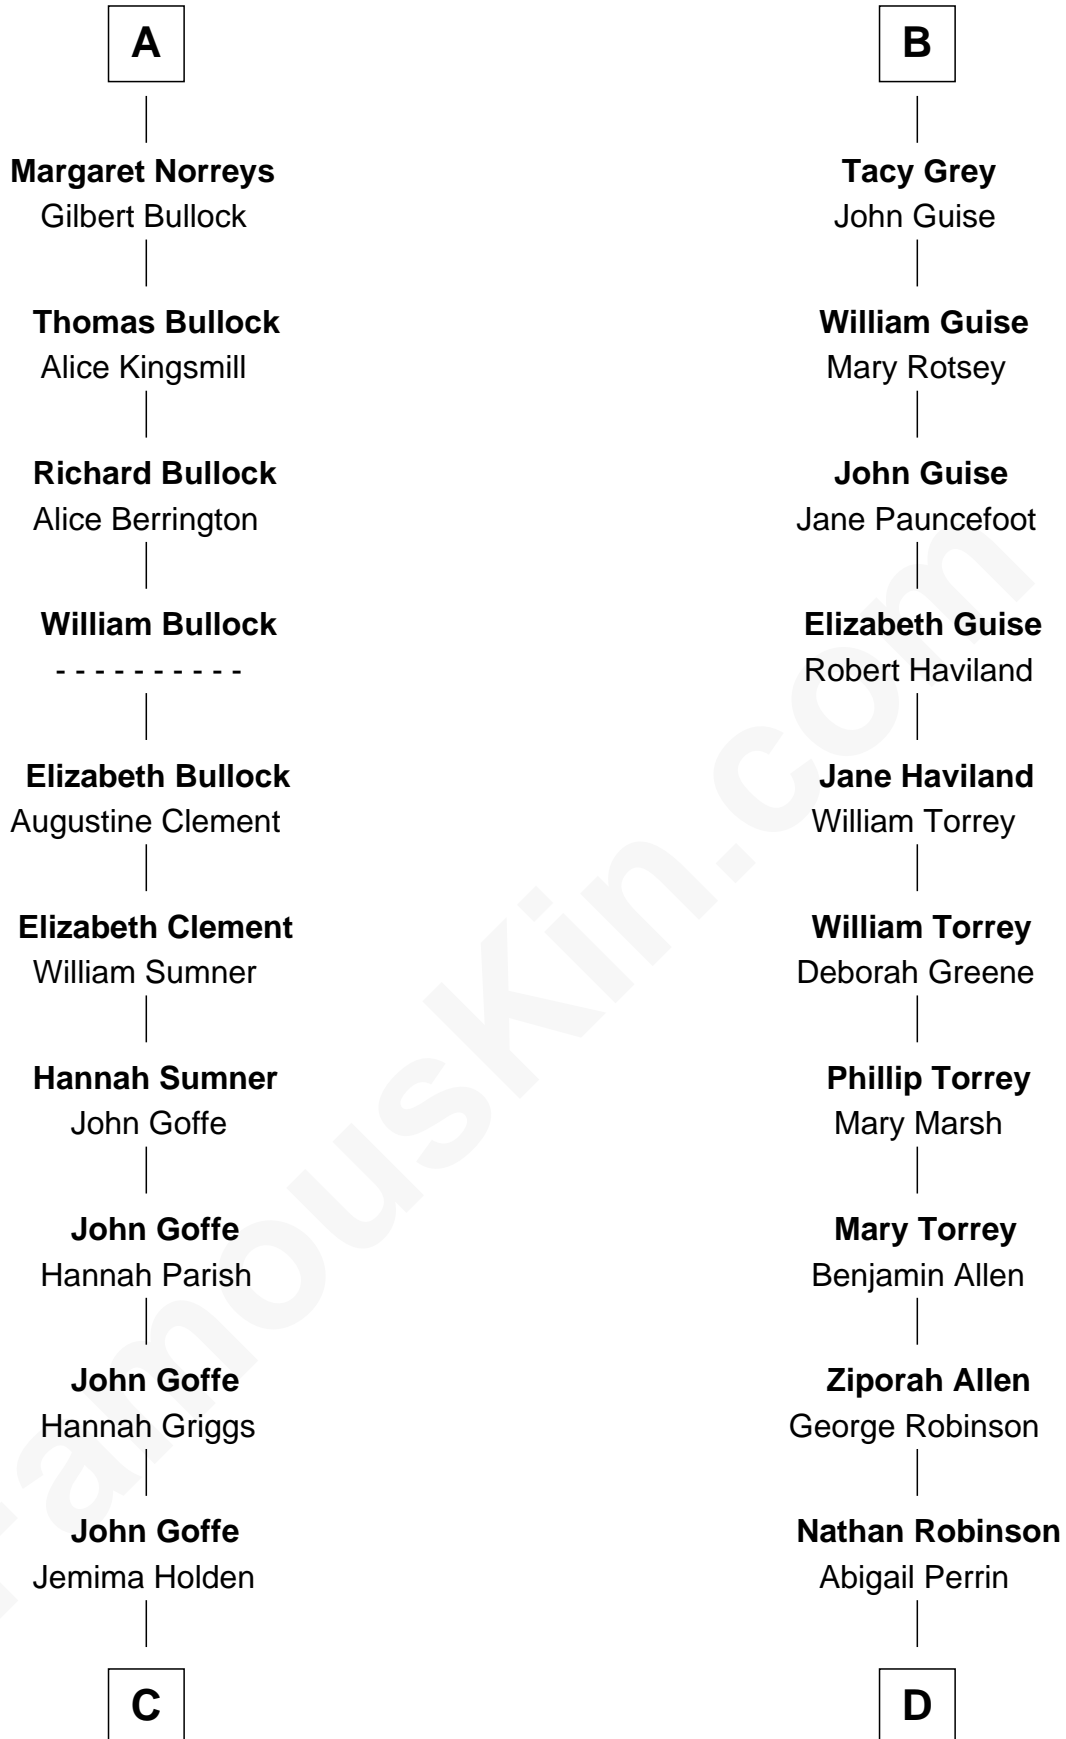 A
Margaret Norreys
Gilbert Bullock
Thomas Bullock
Alice Kingsmill
Richard Bullock
Alice Berrington
William Bullock
- - - - - - - - - -
Elizabeth Bullock
Augustine Clement
Elizabeth Clement
William Sumner
Hannah Sumner
John Goffe
John Goffe
Hannah Parish
John Goffe
Hannah Griggs
John Goffe
Jemima Holden
C
B
Tacy Grey
John Guise
William Guise
Mary Rotsey
John Guise
Jane Pauncefoot
Elizabeth Guise
Robert Haviland
Jane Haviland
William Torrey
William Torrey
Deborah Greene
Phillip Torrey
Mary Marsh
Mary Torrey
Benjamin Allen
Ziporah Allen
George Robinson
Nathan Robinson
Abigail Perrin
D
FamousKin.com